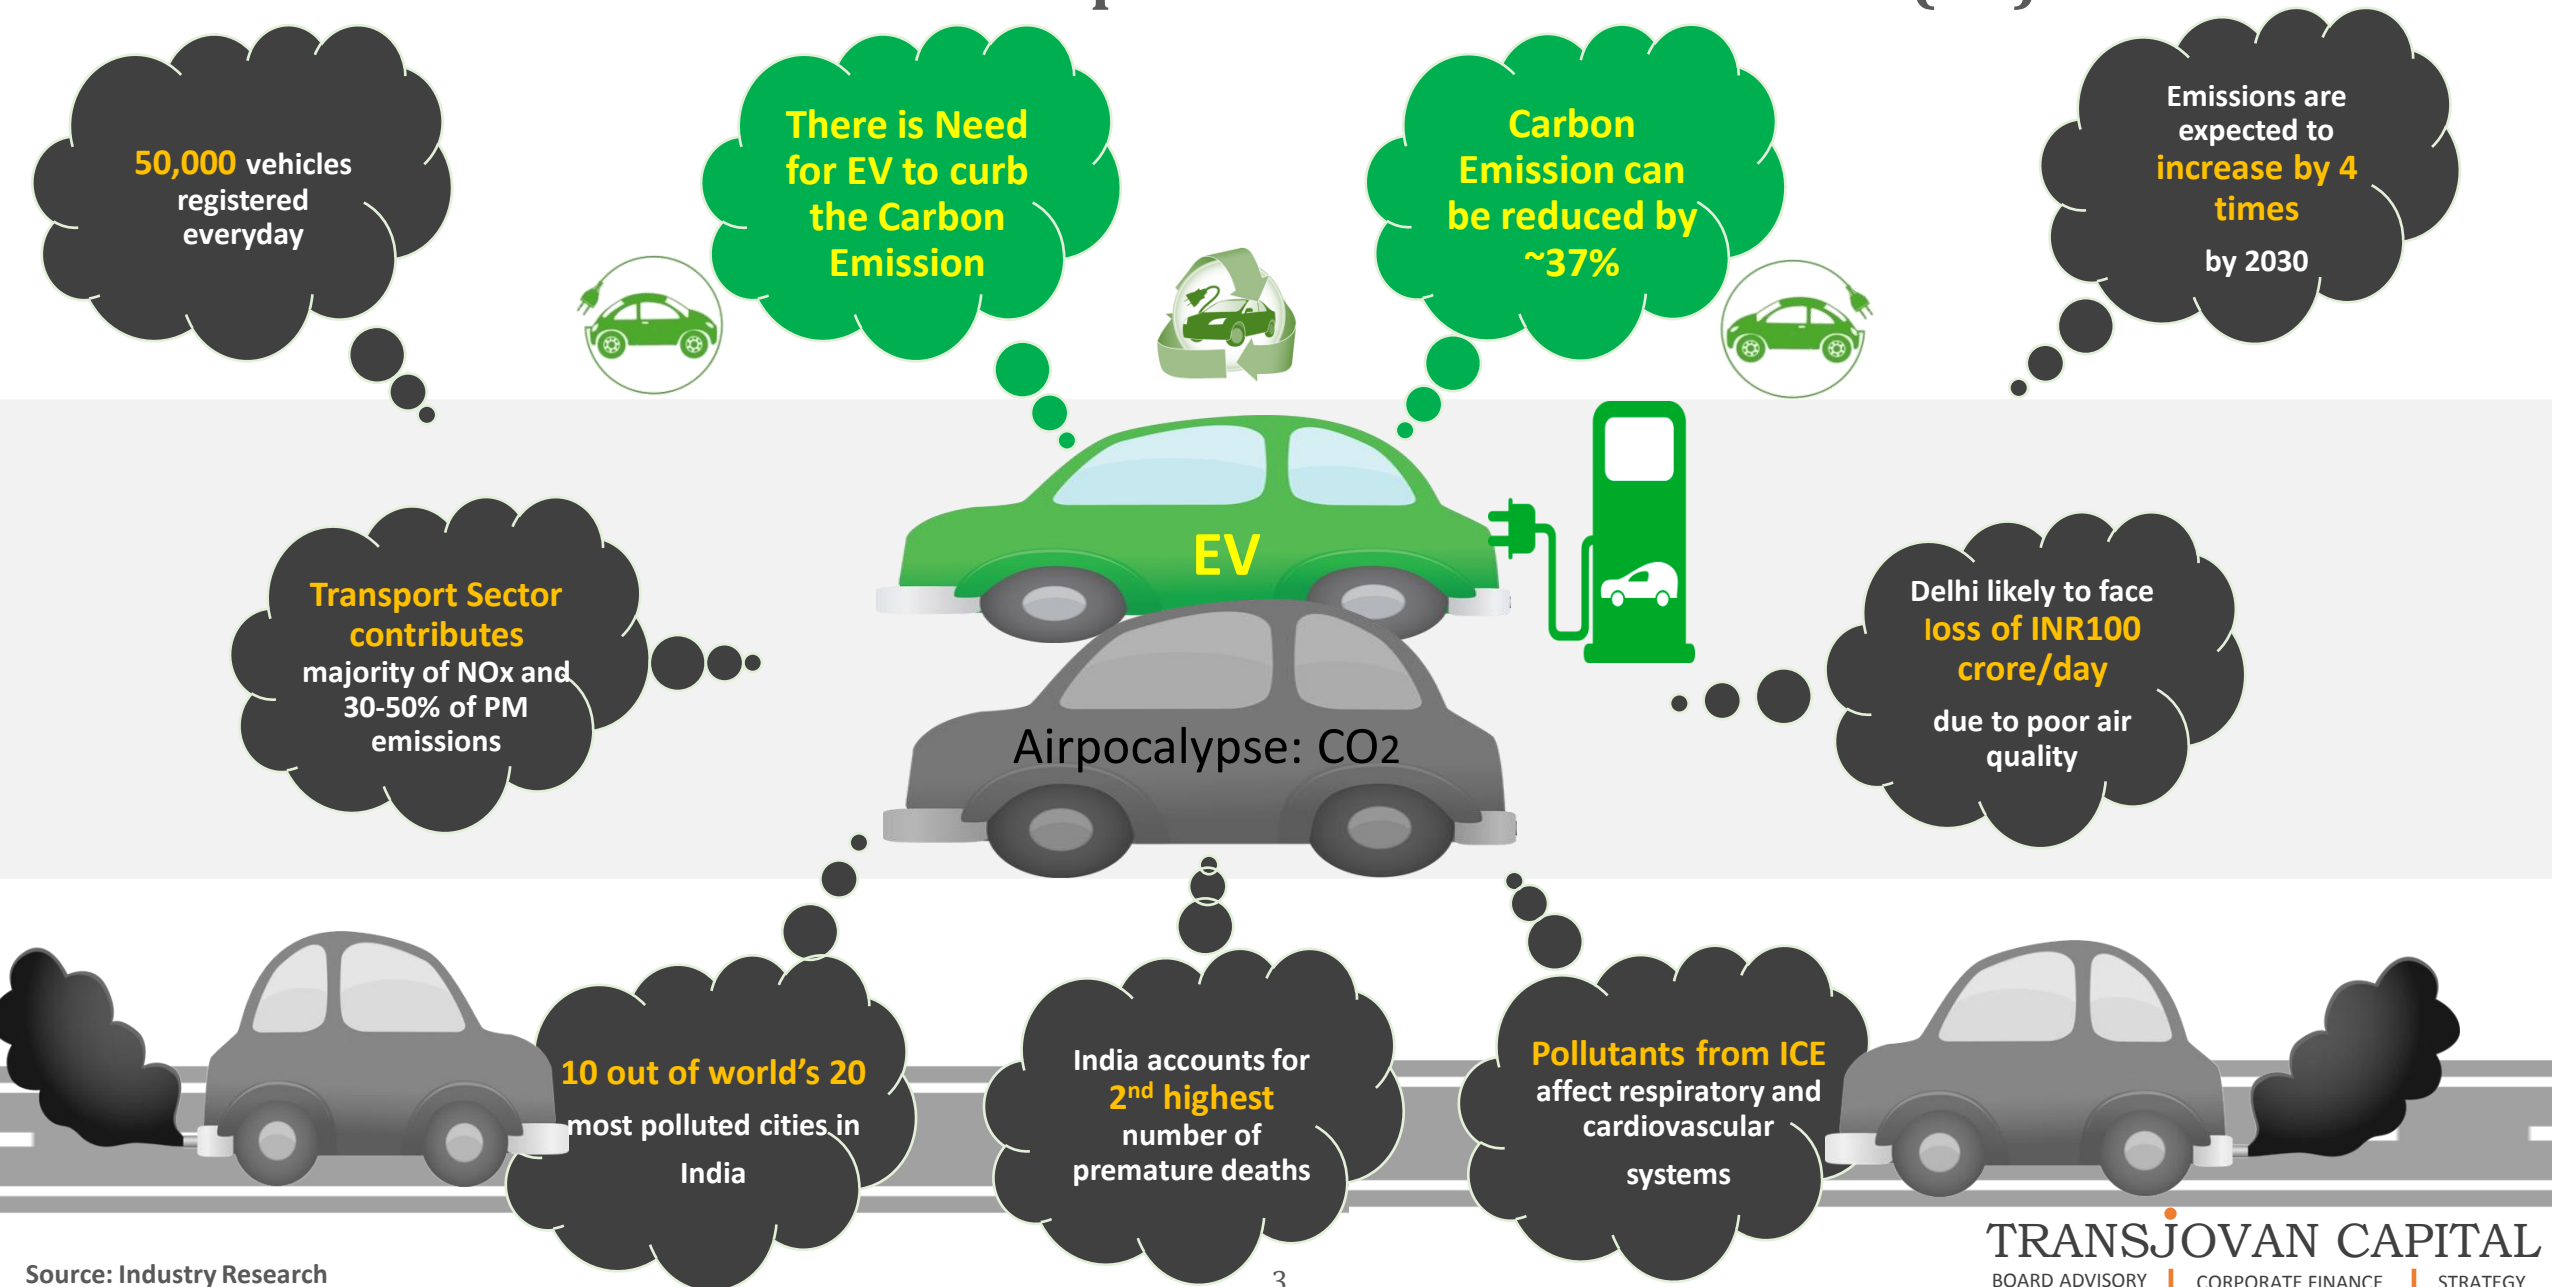 50,000 vehicles
registered
everyday
There is Need
for EV to curb
the Carbon
Emission
Carbon
Emission can
be reduced by
~37%
Emissions are
expected to
increase by 4
times
by 2030
Transport Sector
contributes
majority of NOx and
30-50% of PM
emissions
EV
Airpocalypse: CO2
Delhi likely to face
loss of INR100
crore/day
due to poor air
quality
10 out of world's 20
most polluted cities in
India
India accounts for
2nd highest
number of
premature deaths
Pollutants from ICE
affect respiratory and
cardiovascular
systems
Source: Industry Research
3
TRANSJOVAN CAPITAL
BOARD ADVISORY | CORPORATE FINANCE | STRATEGY